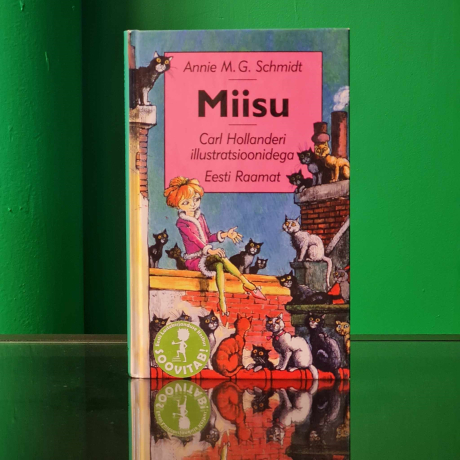 Annie M. G. Schmidt
Miisu
Carl Hollanderi
illustratsioonidega
Eesti Raamat
SOOVITAB!